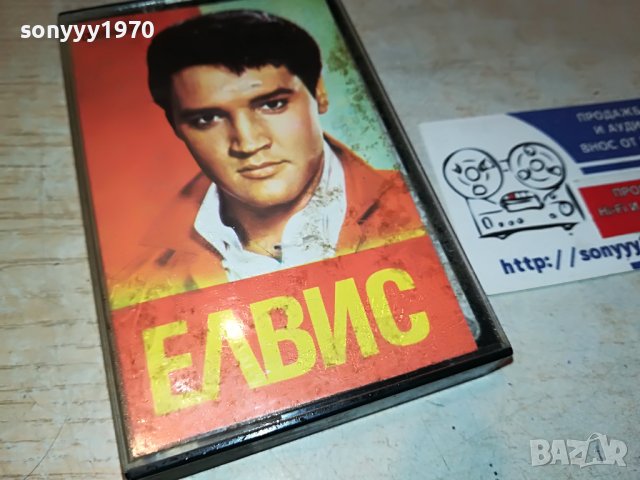 sonyyy1970
ЕЛВИС
ПРОДАЖБ
И АУДИ
ВНОС ОТ
ПРО
Hi-Fi И
http://sonyyy
BAZAR